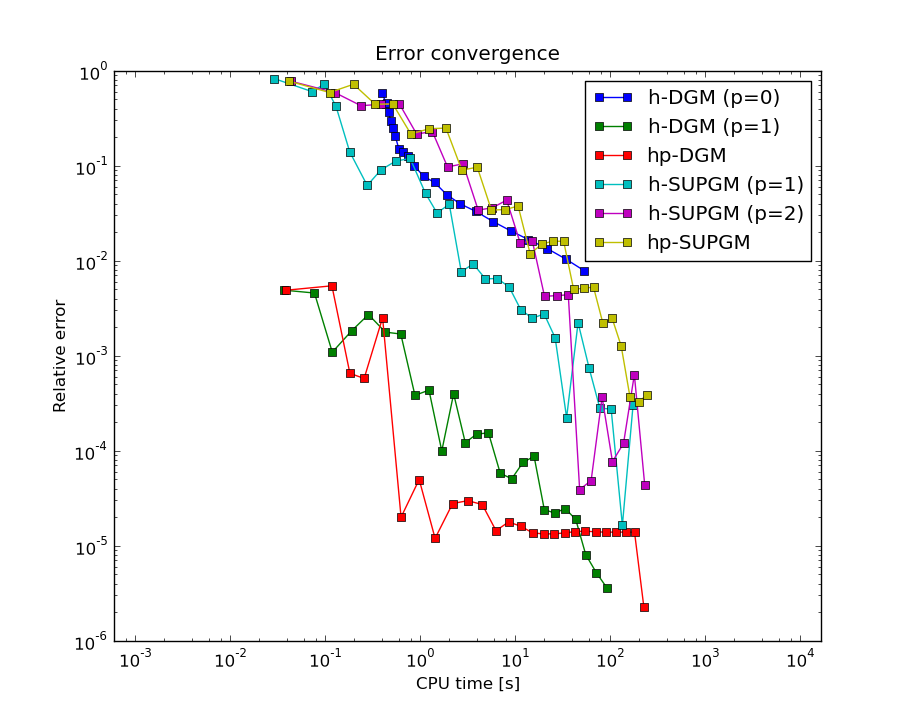 Error convergence
h-DGM (p=0)
h-DGM (p=1)
hp-DGM
h-SUPGM (p=1)
h-SUPGM (p=2)
hp-SUPGM
Relative error
10^0
10^-1
10^-2
10^-3
10^-4
10^-5
10^-6
10^-3 10^-2 10^-1 10^0 10^1 10^2 10^3 10^4
CPU time [s]